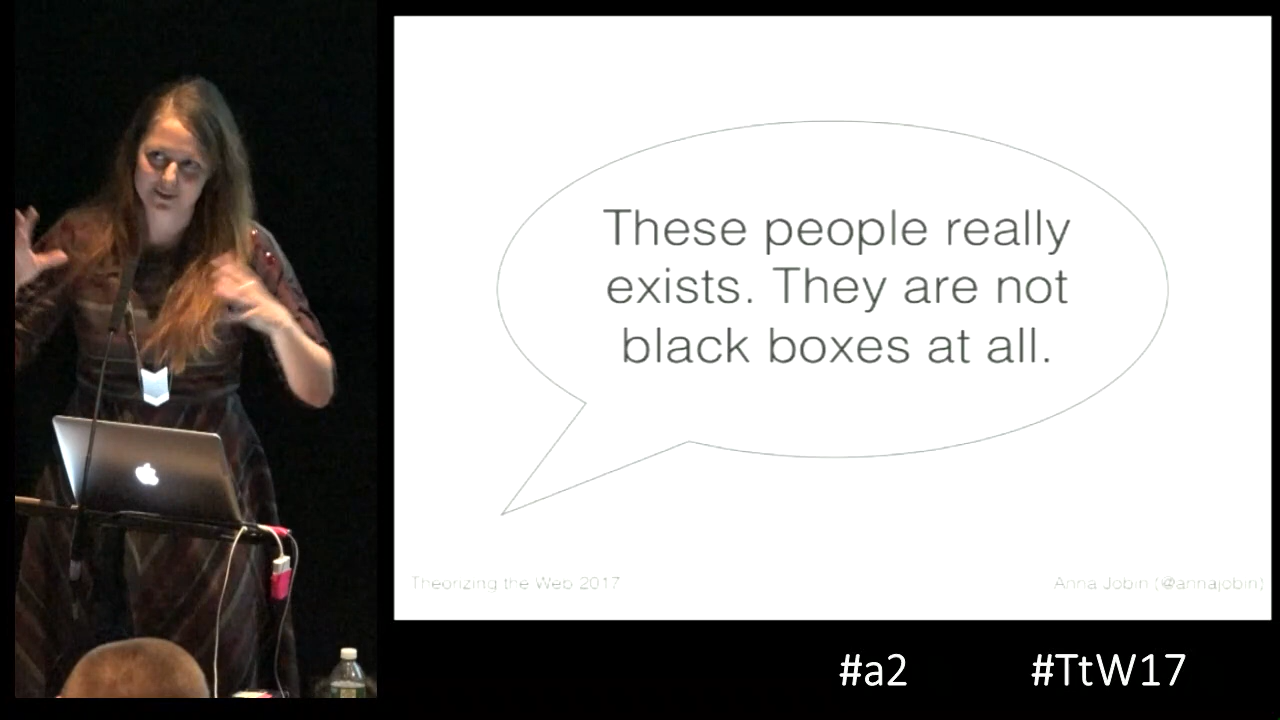 These people really
exists. They are not
black boxes at all.
Theorizing the Web 2017
Anna Jobin (@annajobin)
#a2
#TtW17